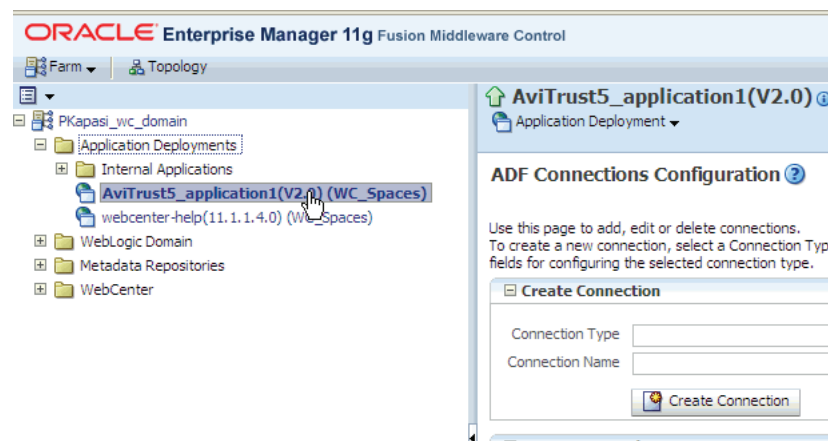 ORACLE Enterprise Manager 11g Fusion Middleware Control
Farm Topology
PKapasi_wc_domain
Application Deployments
Internal Applications
AviTrust5_application1(V2.0) (WC_Spaces)
webcenter-help(11.1.1.4.0) (WC_Spaces)
WebLogic Domain
Metadata Repositories
WebCenter
AviTrust5_application1(V2.0)
Application Deployment
ADF Connections Configuration
Use this page to add, edit or delete connections.
To create a new connection, select a Connection Typ
fields for configuring the selected connection type.
Create Connection
Connection Type
Connection Name
Create Connection